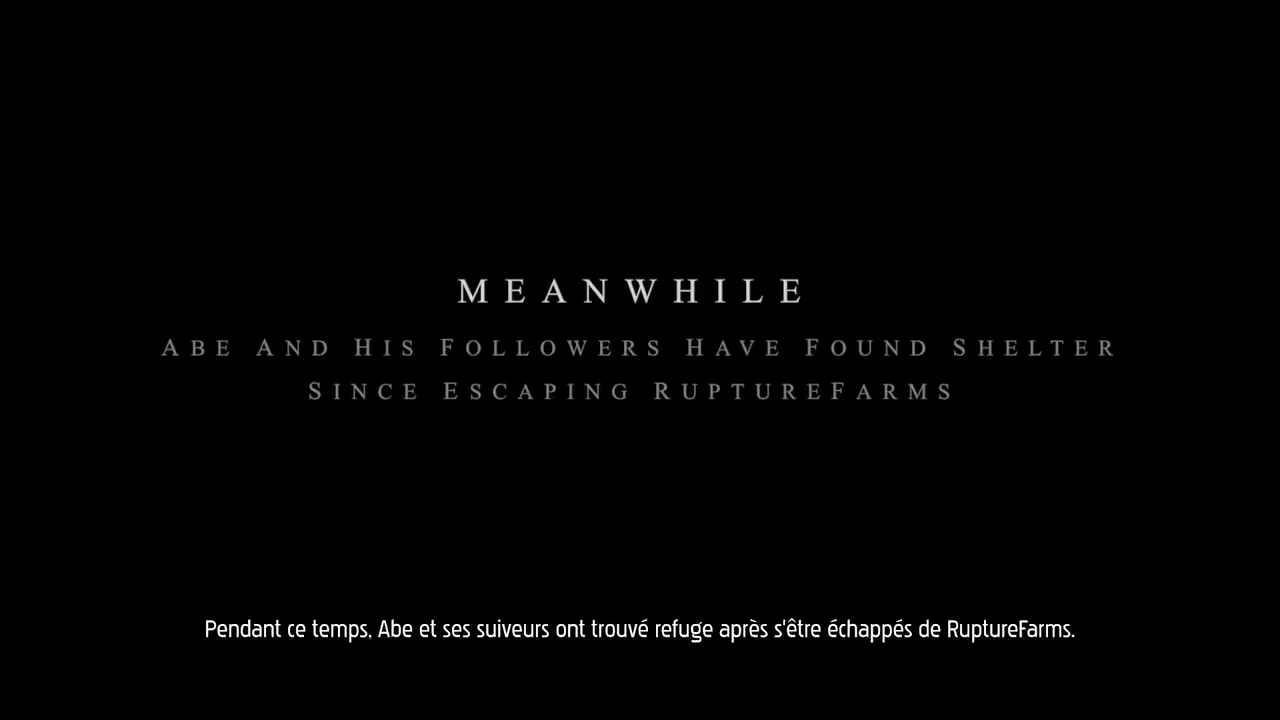 MEANWHILE
ABE AND HIS FOLLOWERS HAVE FOUND SHELTER
SINCE ESCAPING RUPTUREFARMS
Pendant ce temps, Abe et ses suiveurs ont trouvé refuge après s'être échappés de RuptureFarms.